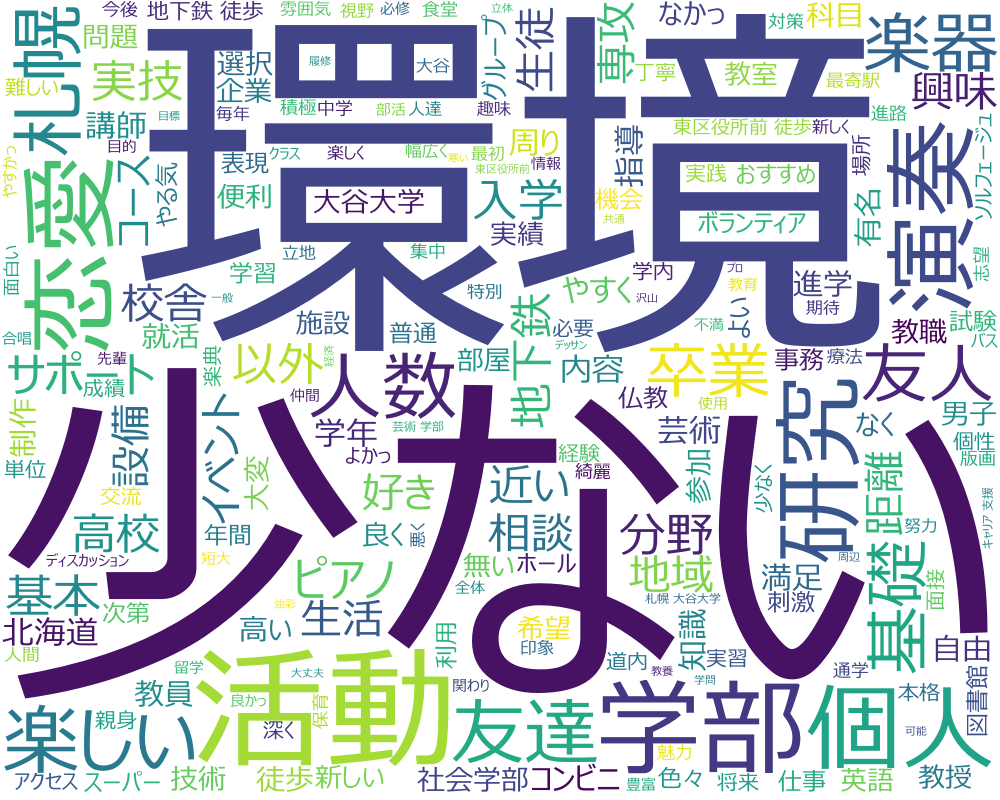 今後
地下鉄 徒歩
雰囲気
視野
必修
食堂
グループ
立体
生徒
専攻
なかっ
対策
科目
楽器
札幌
問題
難しい
実技
選択
企業
履修
大谷
丁寧
教室
最寄駅
興味
環境
毎年
積極
中学
部活
人達
趣味
講師
目標
目的
表現
クラス
楽しく
幅広く
最初
情報
周り
指導
東区役所前 徒歩
新しく
進路
場所
ソルフェージュ
やすかっ
恋愛
コース
やる気
便利
大谷大学
寒い
東区役所前
入学
機会
実践
おすすめ
ボランティア
有名
演奏
共通
実績
面白い
学習
立地
集中
学内
プロ
よい
志望
校舎
一般
特別
やすく
沢山
教育
進学
期待
合唱
就活
施設
普通
地下鉄
必要
デッサン
不満
教職
試験
バス
サポート
先輩
成績
楽典
以外
経済
人数
部屋
内容
卒業
事務
療法
友人
仲間
仏教
使用
制作
設備
イベント
学年
芸術 学部
芸術
研究
男子
なく
単位
大変
よかっ
経験
綺麗
参加
少なく
個性
版画
少ない
交流
好き
近い
距離
高校
年間
良く
悪く
相談
分野
努力
キャリア 支援
ディスカッション
短大
ピアノ
無い
ホール
地域
周辺
満足
刺激
基礎
面接
基本
次第
全体
油彩
札幌 大谷大学
北海道
生活
高い
利用
希望
印象
知識
実習
道内
教養
通学
自由
人間
留学
大丈夫
関わり
学問
教員
活動
良かっ
保育
学部
個人
本格
図書館
楽しい
親身
深く
友達
魅力
可能
アクセス
スーパー
技術
徒歩
新しい
社会学部
コンビニ
豊富
色々
将来
仕事
英語
教授